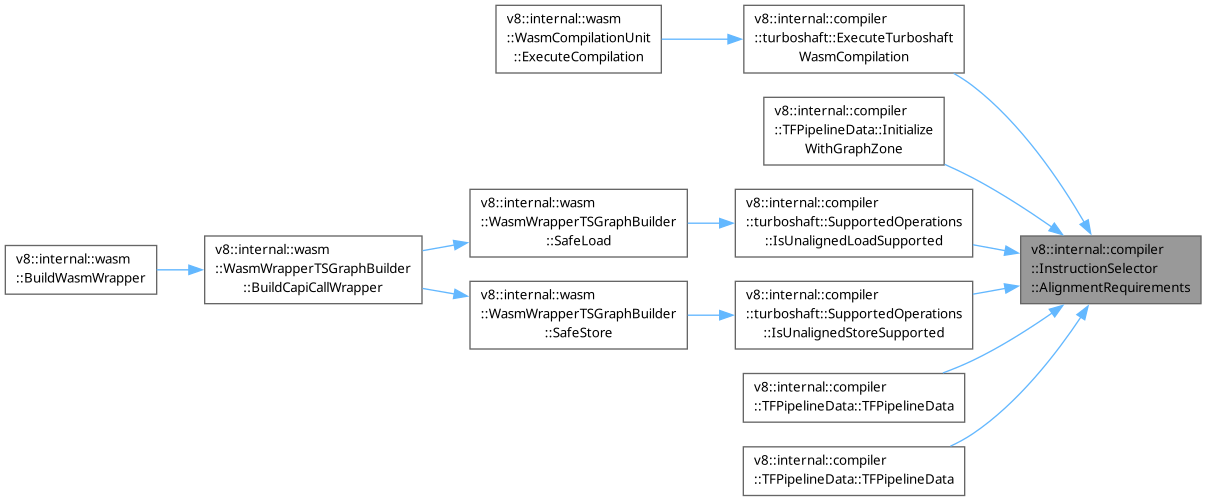 v8::internal::wasm
::WasmCompilationUnit
::ExecuteCompilation
v8::internal::compiler
::turboshaft::ExecuteTurboshaft
WasmCompilation
v8::internal::compiler
::TFPipelineData::Initialize
WithGraphZone
v8::internal::wasm
::WasmWrapperTSGraphBuilder
::SafeLoad
v8::internal::compiler
::turboshaft::SupportedOperations
::IsUnalignedLoadSupported
v8::internal::wasm
::BuildWasmWrapper
v8::internal::wasm
::WasmWrapperTSGraphBuilder
::BuildCapiCallWrapper
v8::internal::compiler
::InstructionSelector
::AlignmentRequirements
v8::internal::wasm
::WasmWrapperTSGraphBuilder
::SafeStore
v8::internal::compiler
::turboshaft::SupportedOperations
::IsUnalignedStoreSupported
v8::internal::compiler
::TFPipelineData::TFPipelineData
v8::internal::compiler
::TFPipelineData::TFPipelineData